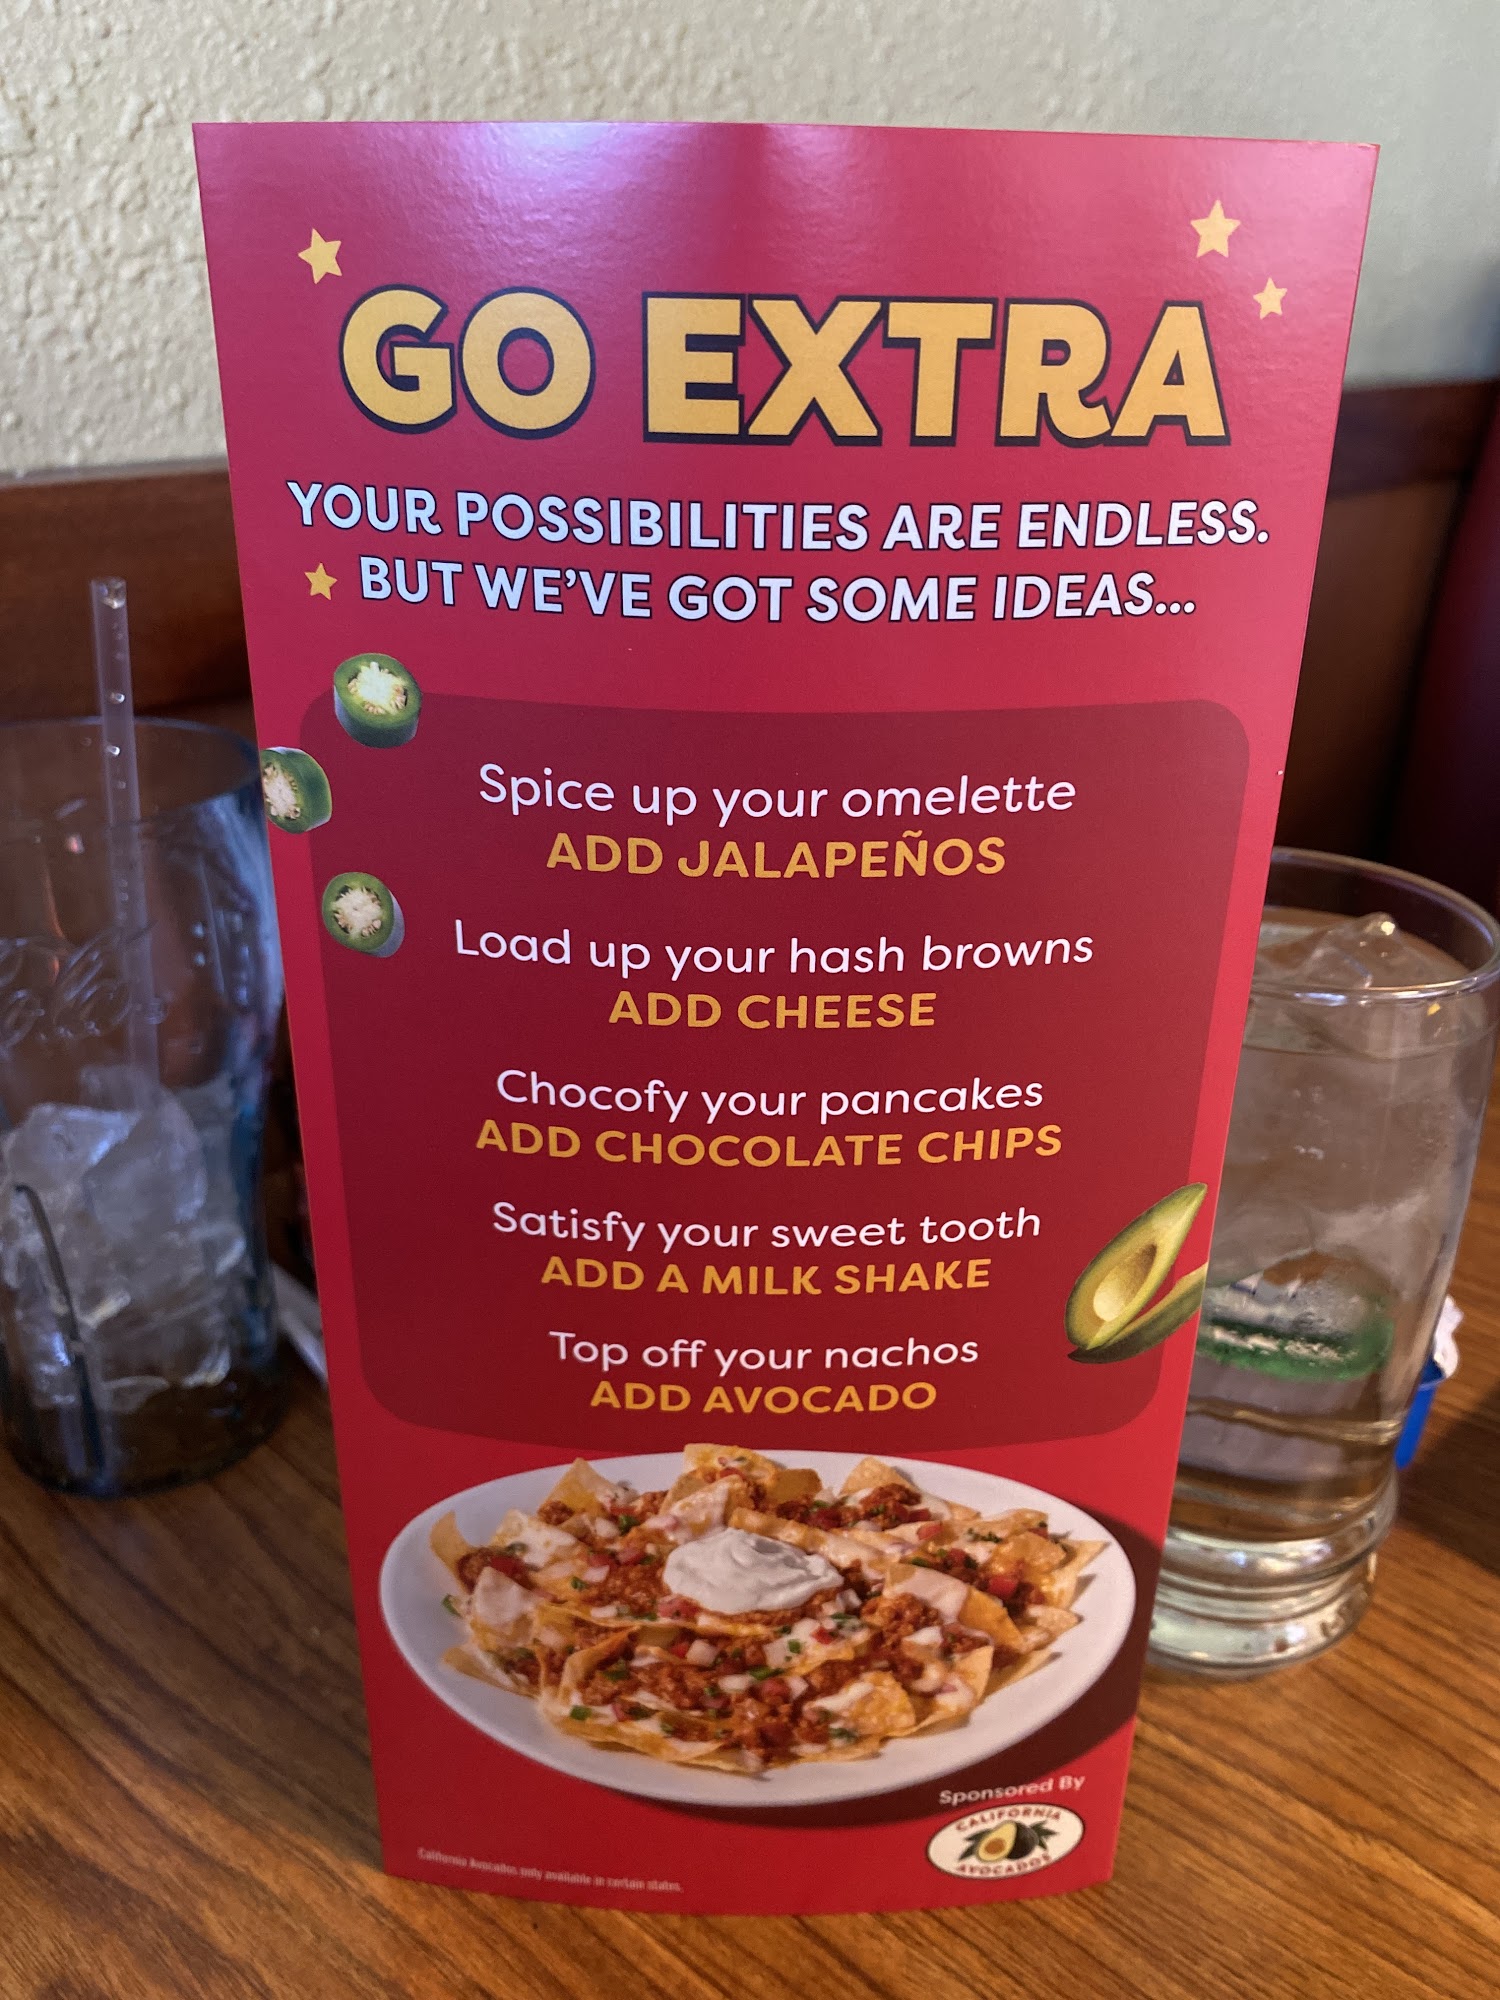 GO EXTRA
YOUR POSSIBILITIES ARE ENDLESS.
BUT WE'VE GOT SOME IDEAS...
Spice up your omelette
ADD JALAPEÑOS
Load up your hash browns
ADD CHEESE
Chocofy your pancakes
ADD CHOCOLATE CHIPS
Satisfy your sweet tooth
ADD A MILK SHAKE
Top off your nachos
ADD AVOCADO
Sponsored By
CALIFORNIA
AVOCADOS
California Avocados only available in certain states.